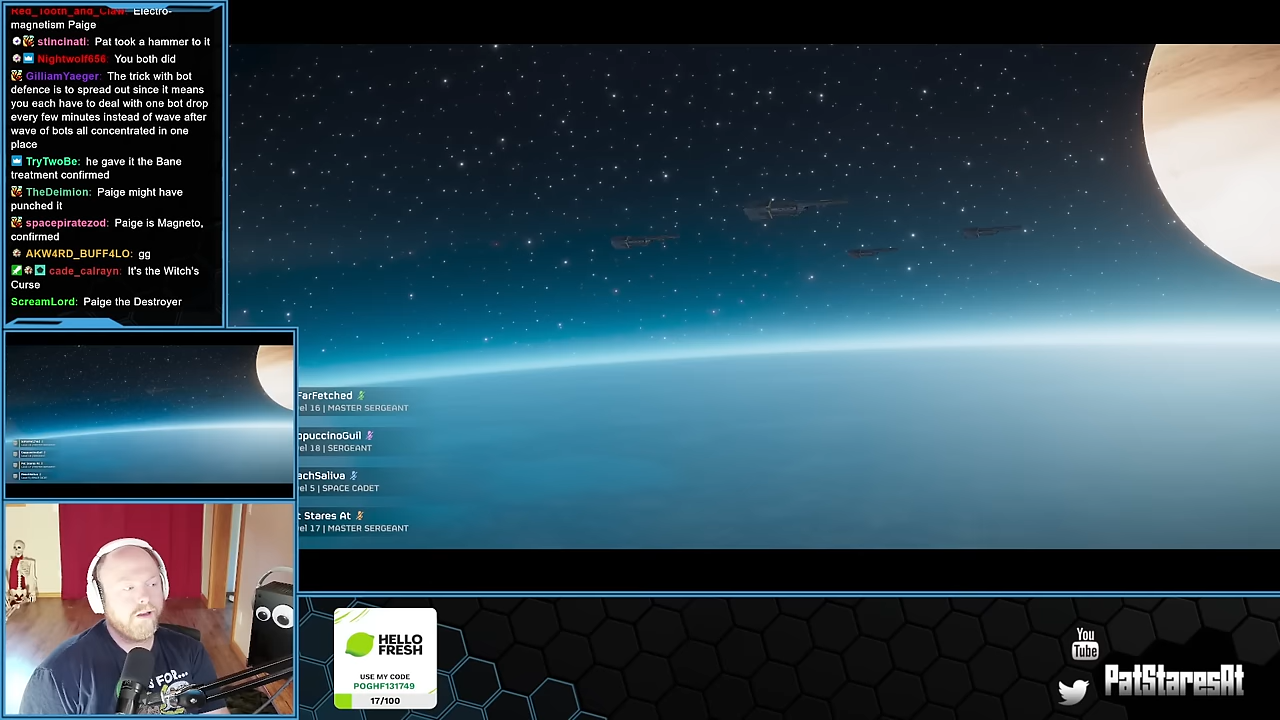 Red_Tooth_and_Claw: Electro-
magnetism Paige
stincinati: Pat took a hammer to it
Nightwolf656: You both did
GilliamYaeger: The trick with bot
defence is to spread out since it means
you each have to deal with one bot drop
every few minutes instead of wave after
wave of bots all concentrated in one
place
TryTwoBe: he gave it the Bane
treatment confirmed
TheDeimion: Paige might have
punched it
spacepiratezod: Paige is Magneto,
confirmed
AKW4RD_BUFF4LO: gg
cade_calrayn: It's the Witch's
Curse
ScreamLord: Paige the Destroyer
FarFetched
el 16 | MASTER SERGEANT
ppuccinoGuil
el 18 | SERGEANT
achSaliva
el 5 | SPACE CADET
t Stares At
el 17 | MASTER SERGEANT
S FOR...
HELLO
FRESH
USE MY CODE
POGHF131749
17/100
You
Tube
PatStaresAt